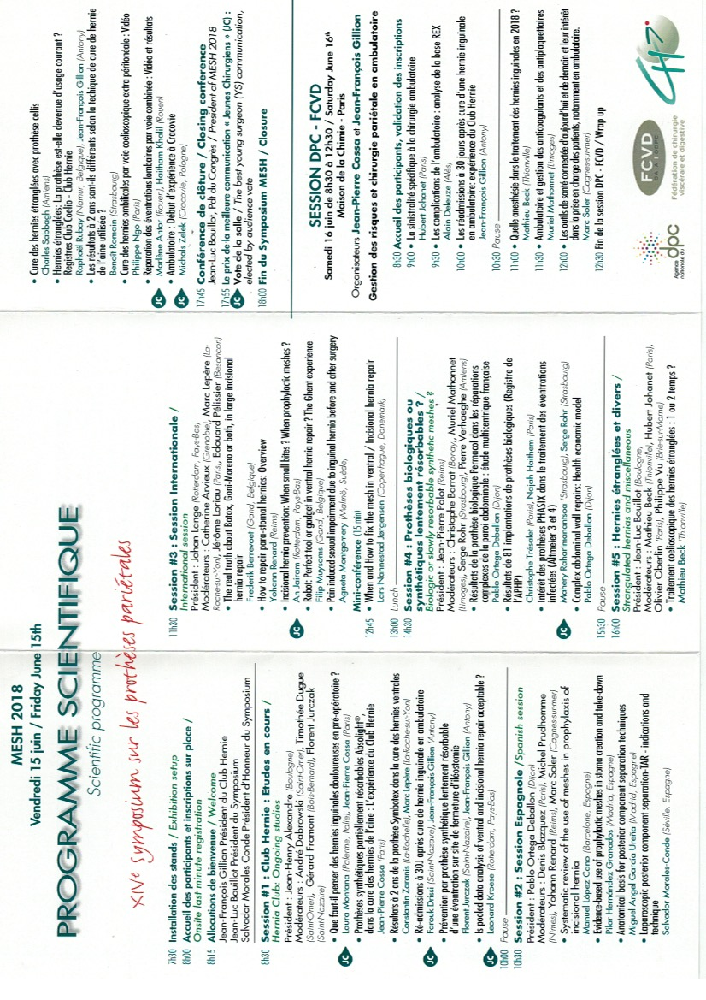 MESH 2018
Vendredi 15 juin / Friday June 15th
PROGRAMME SCIENTIFIQUE
Scientific programme
XIVe symposium sur les prothèses pariétales
7h30 Installation des stands / Exhibition setup
8h00 Accueil des participants et inscriptions sur place /
Onsite last minute registration
8h15 Allocutions de bienvenue / Welcome
Jean-François Gillion Président du Club Hernie
Jean-Luc Bouillot Président du Symposium
Salvador Morales Conde Président d'Honneur du Symposium
8h30 Session #1 : Club Hernie : Etudes en cours /
Hernia Club: Ongoing studies
Président : Jean-Henry Alexandre (Boulogne)
Modérateurs : André Dabrowski (Saint-Omer), Timothée Dugue
(Saint-Omer), Gérard Fromont (Bois-Bernard), Florent Jurczak
(Saint-Nazaire)
• Que faut-il penser des hernies inguinales douloureuses en pré-opératoire ?
JC Laura Montana (Palerme, Italie), Jean-Pierre Cossa (Paris)
• Prothèses synthétiques partiellement résorbables Absolight®,
dans la cure des hernies de l'aine : L'expérience du Club Hernie
Jean-Pierre Cossa (Paris)
• Résultats à 2 ans de la prothèse Symbotex dans la cure des hernies ventrales
Constantin Zaranis (La-Rochelle), Marc Lepère (La-Roche-sur-Yon)
JC Ré-admissions à 30J après cure de hernie inguinale en ambulatoire
Farouk Drissi (Saint-Nazaire), Jean-François Gillion (Antony)
• Prévention par prothèse synthétique lentement résorbable
d'une éventration sur site de fermeture d'iléostomie
Florent Jurczak (Saint-Nazaire), Jean-François Gillion (Antony)
JC • Is pooled data analysis of ventral and incisional hernia repair acceptable ?
Leonard Kroese (Rotterdam, Pays-Bas)
10h00 Pause
10h30 Session #2 : Session Espagnole / Spanish session
Président : Pablo Ortega Deballon (Dijon)
Modérateurs : Denis Blazquez (Paris), Michel Prudhomme
(Nimes), Yohann Renard (Reims), Marc Soler (Cagnes-sur-mer)
• Systematic review of the use of meshes in prophylaxis of
incisional hernia
Manuel López Cano (Barcelone, Espagne)
Evidence-based use of prophylactic meshes in stoma creation and take-down
Pilar Hernández Granados (Madrid, Espagne)
• Anatomical basis for posterior component separation techniques
Miguel Angel García Ureña (Madrid, Espagne)
• Laparoscopic posterior component separation-TAR - indications and
technique
Salvador Morales-Conde (Séville, Espagne)
11h30 Session #3 : Session Internationale /
International session
Président : Johan Lange (Rotterdam, Pays-Bas)
Modérateurs : Catherine Arvieux (Grenoble), Marc Lepère (La-
Roche-sur-Yon), Jérôme Loriau (Paris), Edouard Pélissier (Besançon)
• The real truth about Botox, Goni-Moreno or both, in large incisional
hernia repair
Frederik Berrevoet (Gand, Belgique)
• How to repair para-stomal hernias: Overview
Yohann Renard (Reims)
• Incisional hernia prevention: When small bites ? When prophylactic meshes ?
JC An Jairam (Rotterdam, Pays-Bas)
• Robot: Perfect tool or gadget in ventral hernia repair ? The Ghent experience
Filip Muysoms (Gand, Belgique)
• Pain induced sexual impairment due to inguinal hernia before and after surgery
Agneta Montgomery (Malmö, Suède)
Mini-conférence (15 min)
12h45 • When and How to fix the mesh in ventral / Incisional hernia repair
Lars Nannestad Jørgensen (Copenhague, Danemark)
13h00 Lunch
14h30 Session #4 : Prothèses biologiques ou
synthétiques lentement résorbables ? /
Biologic or slowly resorbable synthetic meshes ?
Président : Jean-Pierre Palot (Reims)
Modérateurs : Christophe Barrat (Bondy), Muriel Mathonnet
(Limoges), Serge Rohr (Strasbourg), Pierre Verhaeghe (Amiens)
• Résultats de la prothèse biologique Permacol dans les réparations
complexes de la paroi abdominale : étude multicentrique française
Pablo Ortega Deballon (Dijon)
• Résultats de 81 implantations de prothèses biologiques (Registre de
l'APHP)
Christophe Trésallet (Paris), Najah Haithem (Paris)
• Intérêt des prothèses PHASIX dans le traitement des éventrations
infectées (Altmeier 3 et 4)
JC Mahery Raharimanantsoa (Strasbourg), Serge Rohr (Strasbourg)
• Complex abdominal wall repairs: Health economic model
Pablo Ortega Deballon (Dijon)
15h30 Pause
16h00 Session #5 : Hernies étranglées et divers /
Strangulated hernias and miscellaneous
Président : Jean-Luc Bouillot (Boulogne)
Modérateurs : Mathieu Beck (Thionville), Hubert Johanet (Paris),
Olivier Oberlin (Paris), Philippe Vu (Brie-sur-Marne)
• Traitement coelioscopique des hernies étranglées : 1 ou 2 temps ?
Mathieu Beck (Thionville)
• Cure des hernies étranglées avec prothèse collis
Charles Sabbagh (Amiens)
• Hernies étranglées: La prothèse est-elle devenue d'usage courant ?
Registres Club Coelio - Club Hernie
Raphaël Rubay (Namur, Belgique), Jean-François Gillion (Antony)
• Les résultats à 2 ans sont-ils différents selon la techique de cure de hernie
de l'aine utilisée ?
Benoît Romain (Strasbourg)
• Cure des hernies ombilicales par voie coelioscopique extra péritonéale : Vidéo
Philippe Ngo (Paris)
• Réparation des éventrations lombaires par voie combinée : Vidéo et résultats
JC Marlène Antor (Rouen), Haitham Khalil (Rouen)
• Ambulatoire : Début d'expérience à Cracovie
JC Michals Zelek (Cracovie, Pologne)
17h45 Conférence de clôture / Closing conference
Jean-Luc Bouillot, Pdt du Congrès / President of MESH 2018
17h55 Le prix de la meilleure communication « Jeunes Chirurgiens » (JC) :
JC Vote de la salle / The best young surgeon (YS) communication,
elected by audience vote
18h00 Fin du Symposium MESH / Closure
SESSION DPC - FCVD
Samedi 16 juin de 8h30 à 12h30 / Saturday June 16th
Maison de la Chimie - Paris
Organisateurs Jean-Pierre Cossa et Jean-François Gillion
Gestion des risques et chirurgie pariétale en ambulatoire
8h30 Accueil des participants, validation des inscriptions
9h00 • La sinistralité spécifique à la chirurgie ambulatoire
Hubert Johanet (Paris)
9h30 • Les complications de l'ambulatoire : analyse de la base REX
Alain Deleuze (Alès)
10h00 • Les réadmissions à 30 jours après cure d'une hernie inguinale
en ambulatoire: expérience du Club Hernie
Jean-François Gillion (Antony)
10h30 Pause
11h00 • Quelle anesthésie dans le traitement des hernies inguindes en 2018 ?
Mathieu Beck (Thionville)
11h30 • Ambulatoire et gestion des anticoagulants et des antiplaquettaires
Muriel Mathonnet (Limoges)
12h00 • Les outils de santé connectée d'aujourd'hui et de demain et leur intérêt
dans la prise en charge des patients, notamment en ambulatoire.
Marc Soler (Cagnes-sur-mer)
12h30 Fin de la session DPC - FCVD / Wrap up
Agence
dpc
nationale du
FCVD
Fédération de chirurgie
viscérale et digestive